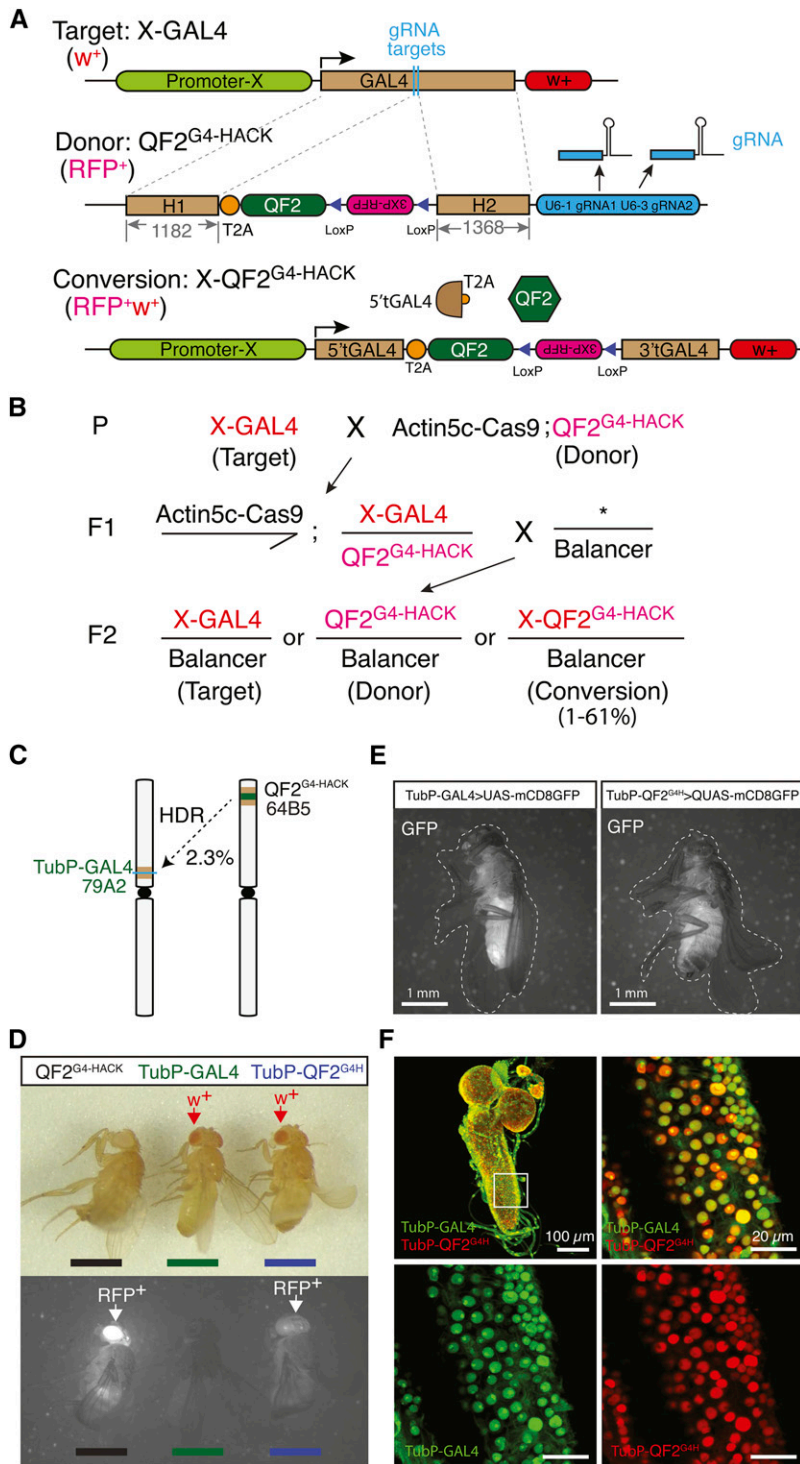 A
Target: X-GAL4
(w+)
gRNA
targets
Promoter-X
GAL4
w+
Donor: QF2G4-HACK
(RFP+)
gRNA
H1
QF2
3XP-RFP
H2
U6-1 gRNA1 U6-3 gRNA2
1182
T2A
LoxP
LoxP
1368
Conversion: X-QF2G4-HACK
(RFP+w+)
T2A
5'tGAL4
QF2
Promoter-X
5'tGAL4
QF2
3XP-RFP
3'tGAL4
w+
T2A
LoxP
LoxP
B
P
X-GAL4
X
Actin5c-Cas9;QF2G4-HACK
(Target)
(Donor)
F1
Actin5c-Cas9
;
X-GAL4
QF2G4-HACK
X
*
Balancer
F2
X-GAL4
or
QF2G4-HACK
or
X-QF2G4-HACK
Balancer
Balancer
Balancer
(Target)
(Donor)
(Conversion)
(1-61%)
C
QF2G4-HACK
64B5
HDR
2.3%
TubP-GAL4
79A2
E
TubP-GAL4>UAS-mCD8GFP
TubP-QF2G4H>QUAS-mCD8GFP
GFP
GFP
1 mm
1 mm
D
QF2G4-HACK
TubP-GAL4
TubP-QF2G4H
w+
w+
RFP+
RFP+
F
TubP-GAL4
TubP-QF2G4H
100 µm
TubP-GAL4
TubP-QF2G4H
20 µm
TubP-GAL4
TubP-QF2G4H